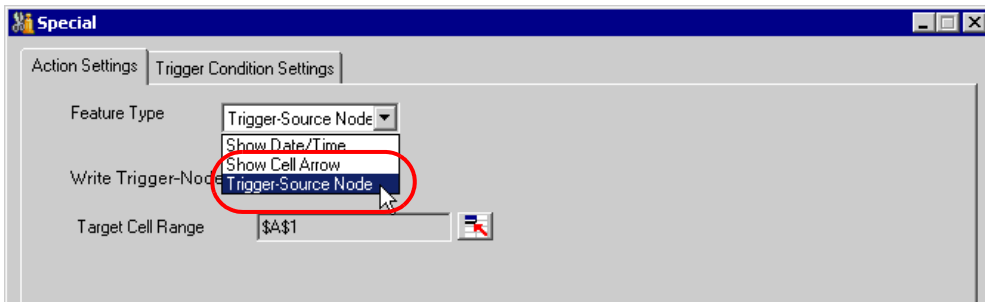 Special
Action Settings Trigger Condition Settings
Feature Type Trigger-Source Node
Show Date/Time
Show Cell Arrow
Write Trigger-Node Trigger-Source Node
Target Cell Range $A$1